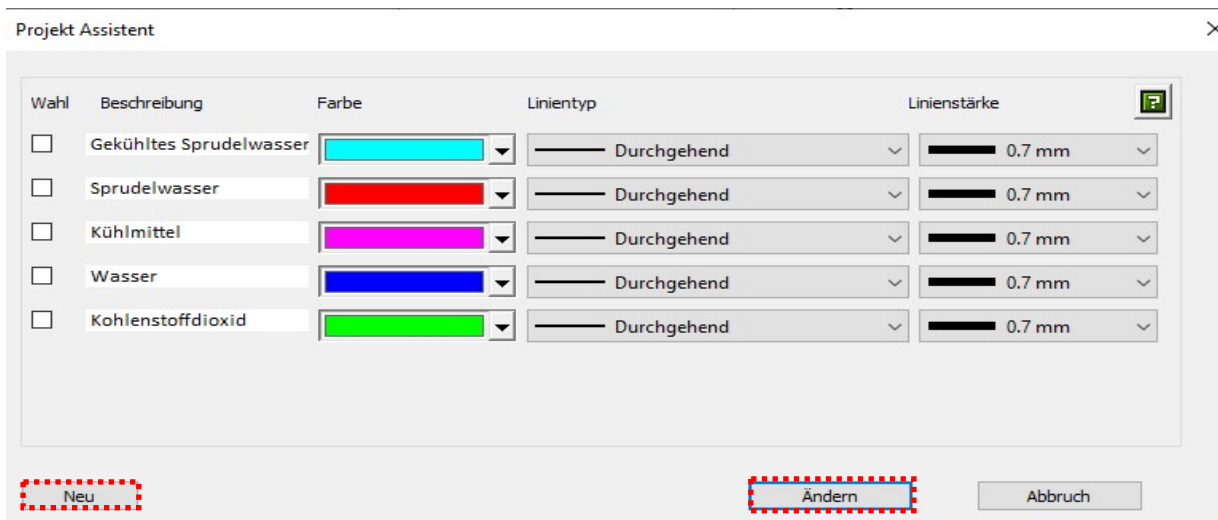 Projekt Assistent
Wahl Beschreibung Farbe Linientyp Linienstärke
Gekühltes Sprudelwasser Durchgehend 0.7 mm
Sprudelwasser Durchgehend 0.7 mm
Kühlmittel Durchgehend 0.7 mm
Wasser Durchgehend 0.7 mm
Kohlenstoffdioxid Durchgehend 0.7 mm
Neu Ändern Abbruch